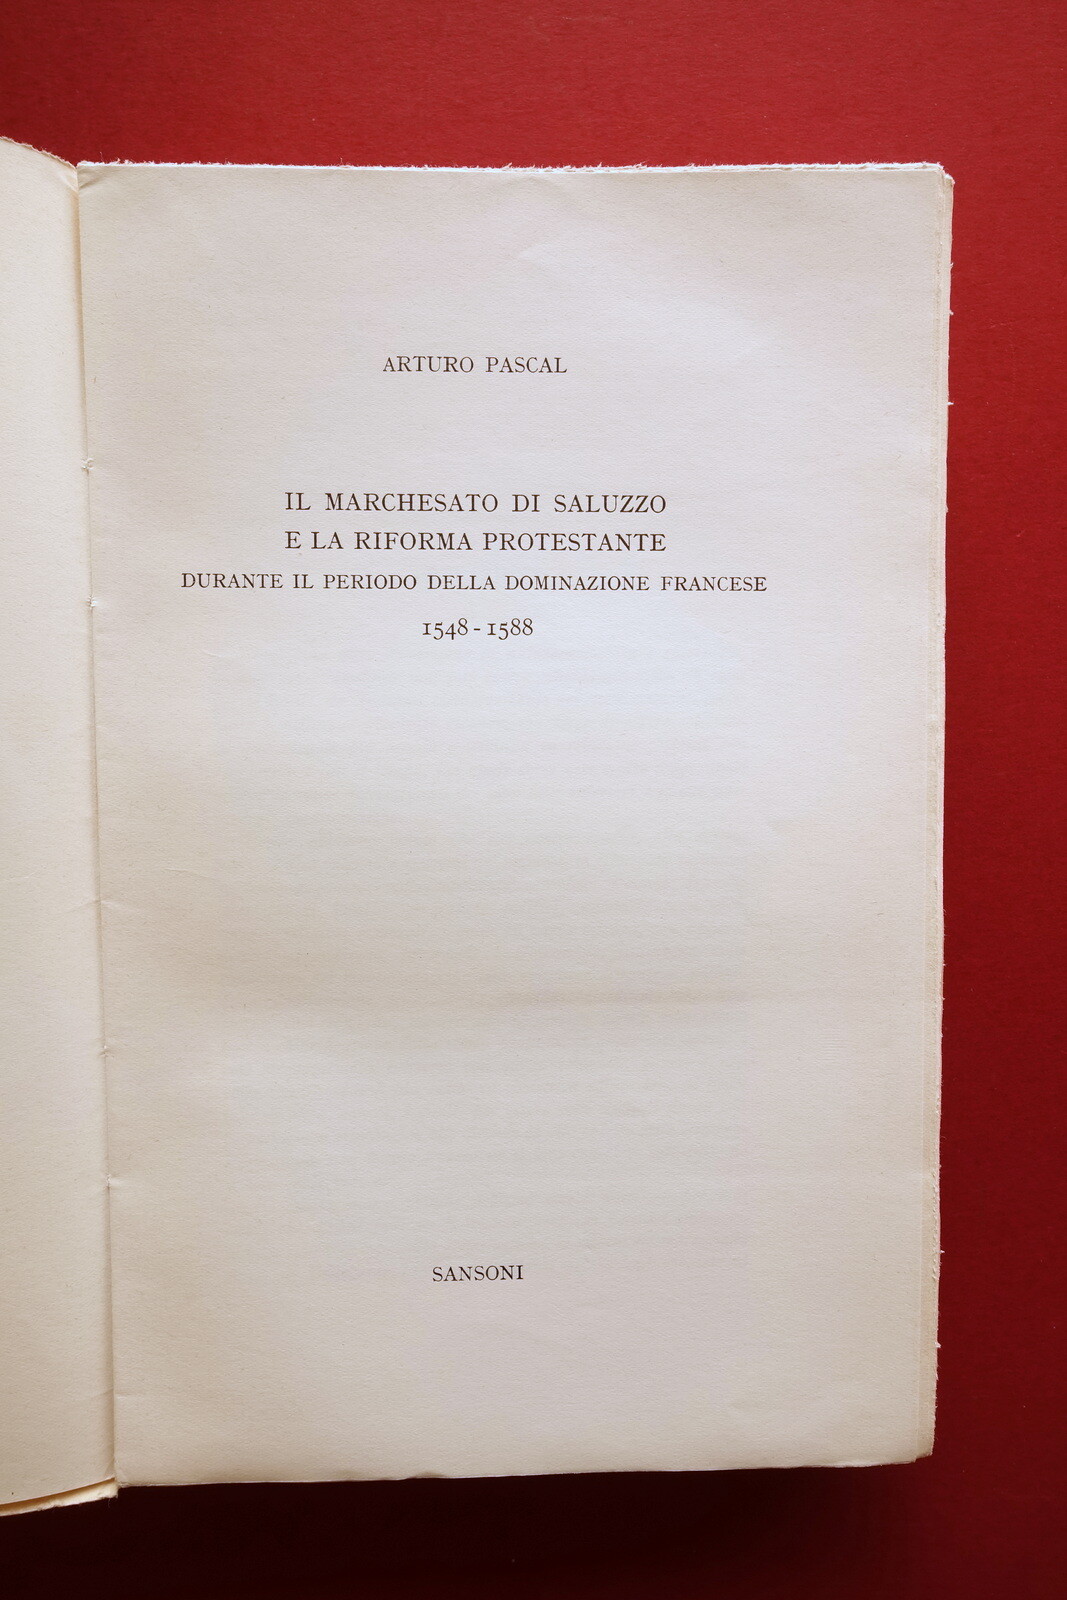 ARTURO PASCAL
IL MARCHESATO DI SALUZZO
E LA RIFORMA PROTESTANTE
DURANTE IL PERIODO DELLA DOMINAZIONE FRANCESE
1548-1588
SANSONI